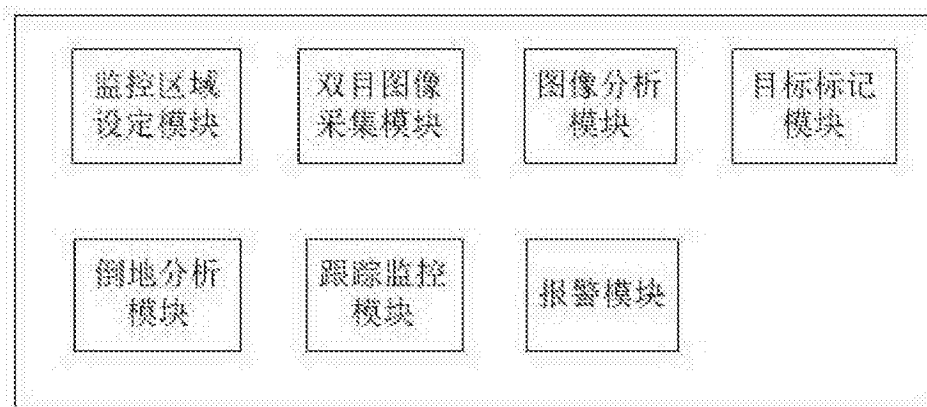 监控区域
设定模块
双目图像
采集模块
图像分析
模块
目标标记
模块
倒地分析
模块
跟踪监控
模块
报警模块